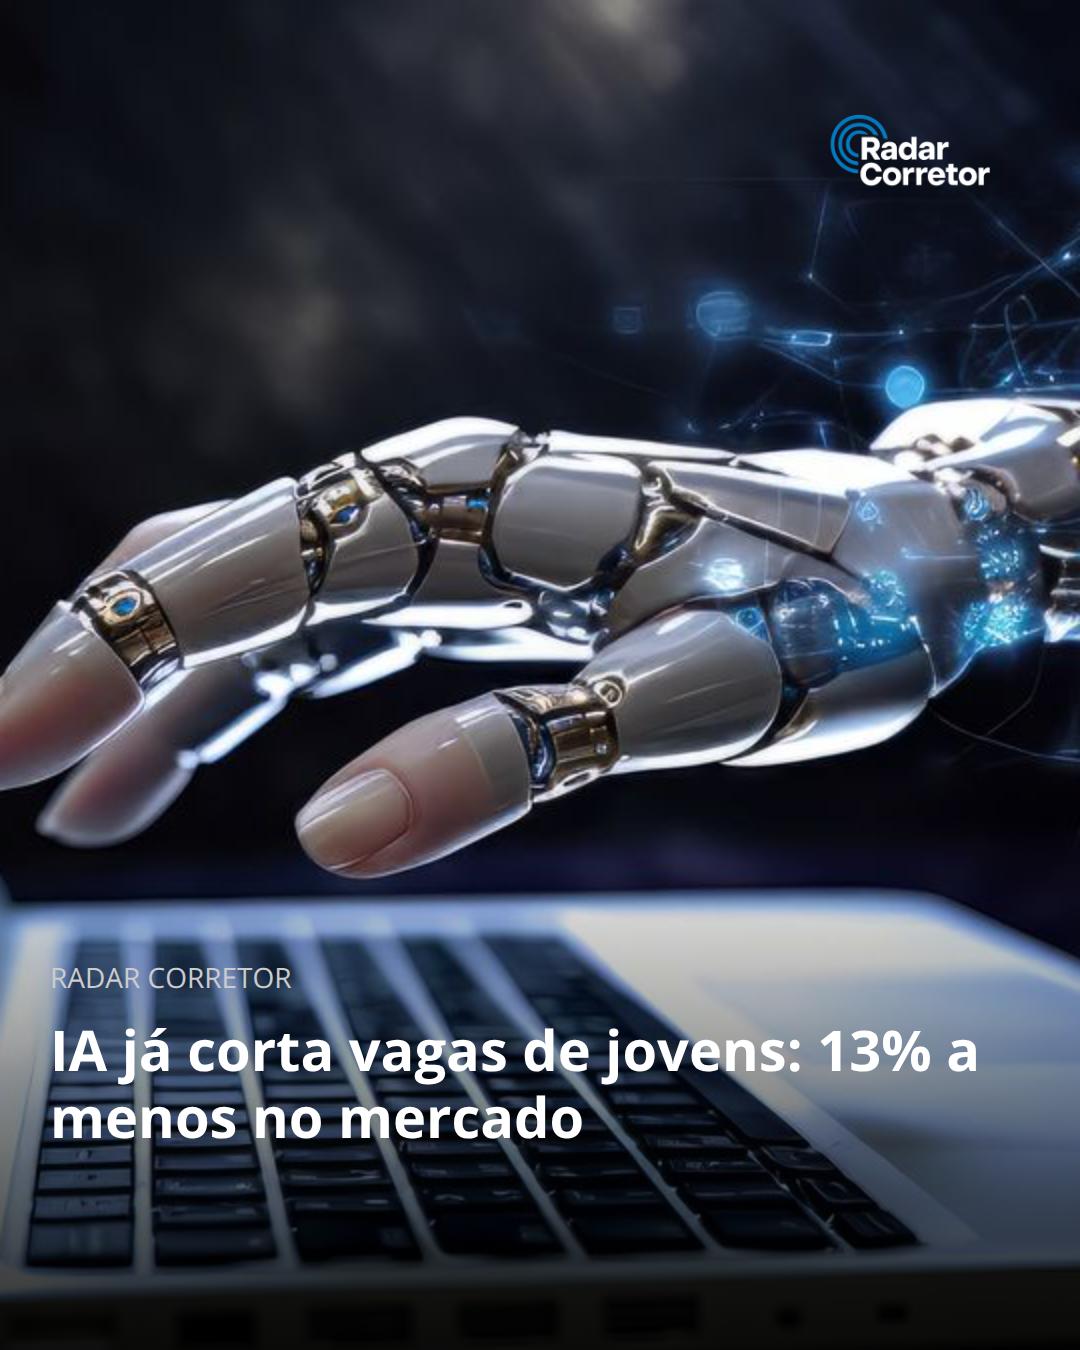 Radar
Corretor
RADAR CORRETOR
IA já corta vagas de jovens: 13% a
menos no mercado